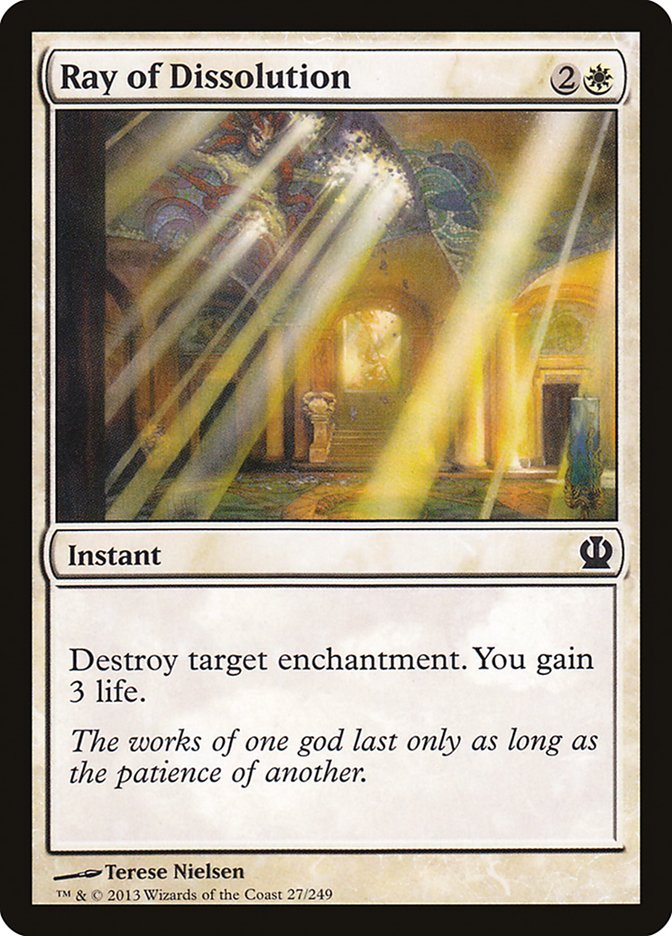 Ray of Dissolution 2
Instant
Destroy target enchantment. You gain
3 life.
The works of one god last only as long as
the patience of another.
Terese Nielsen
™ & © 2013 Wizards of the Coast 27/249